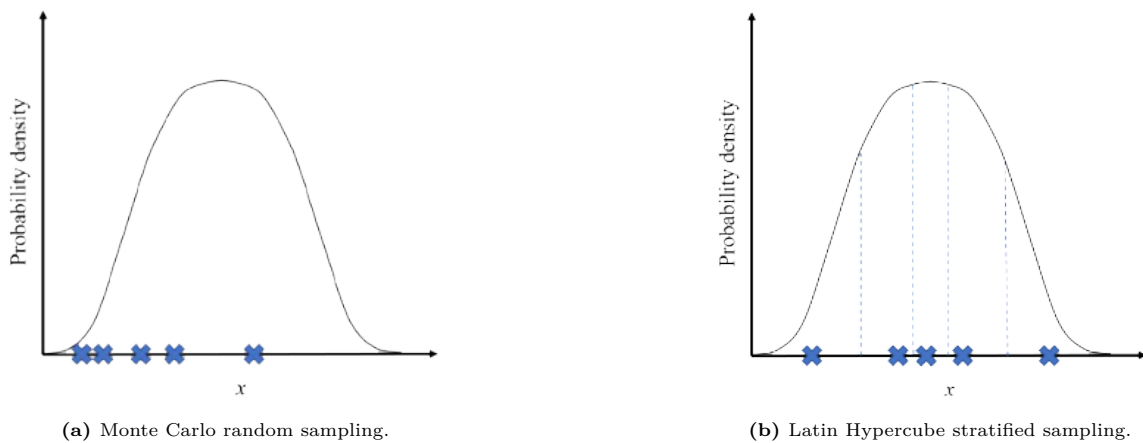 Probability density
x
(a) Monte Carlo random sampling.
Probability density
x
(b) Latin Hypercube stratified sampling.